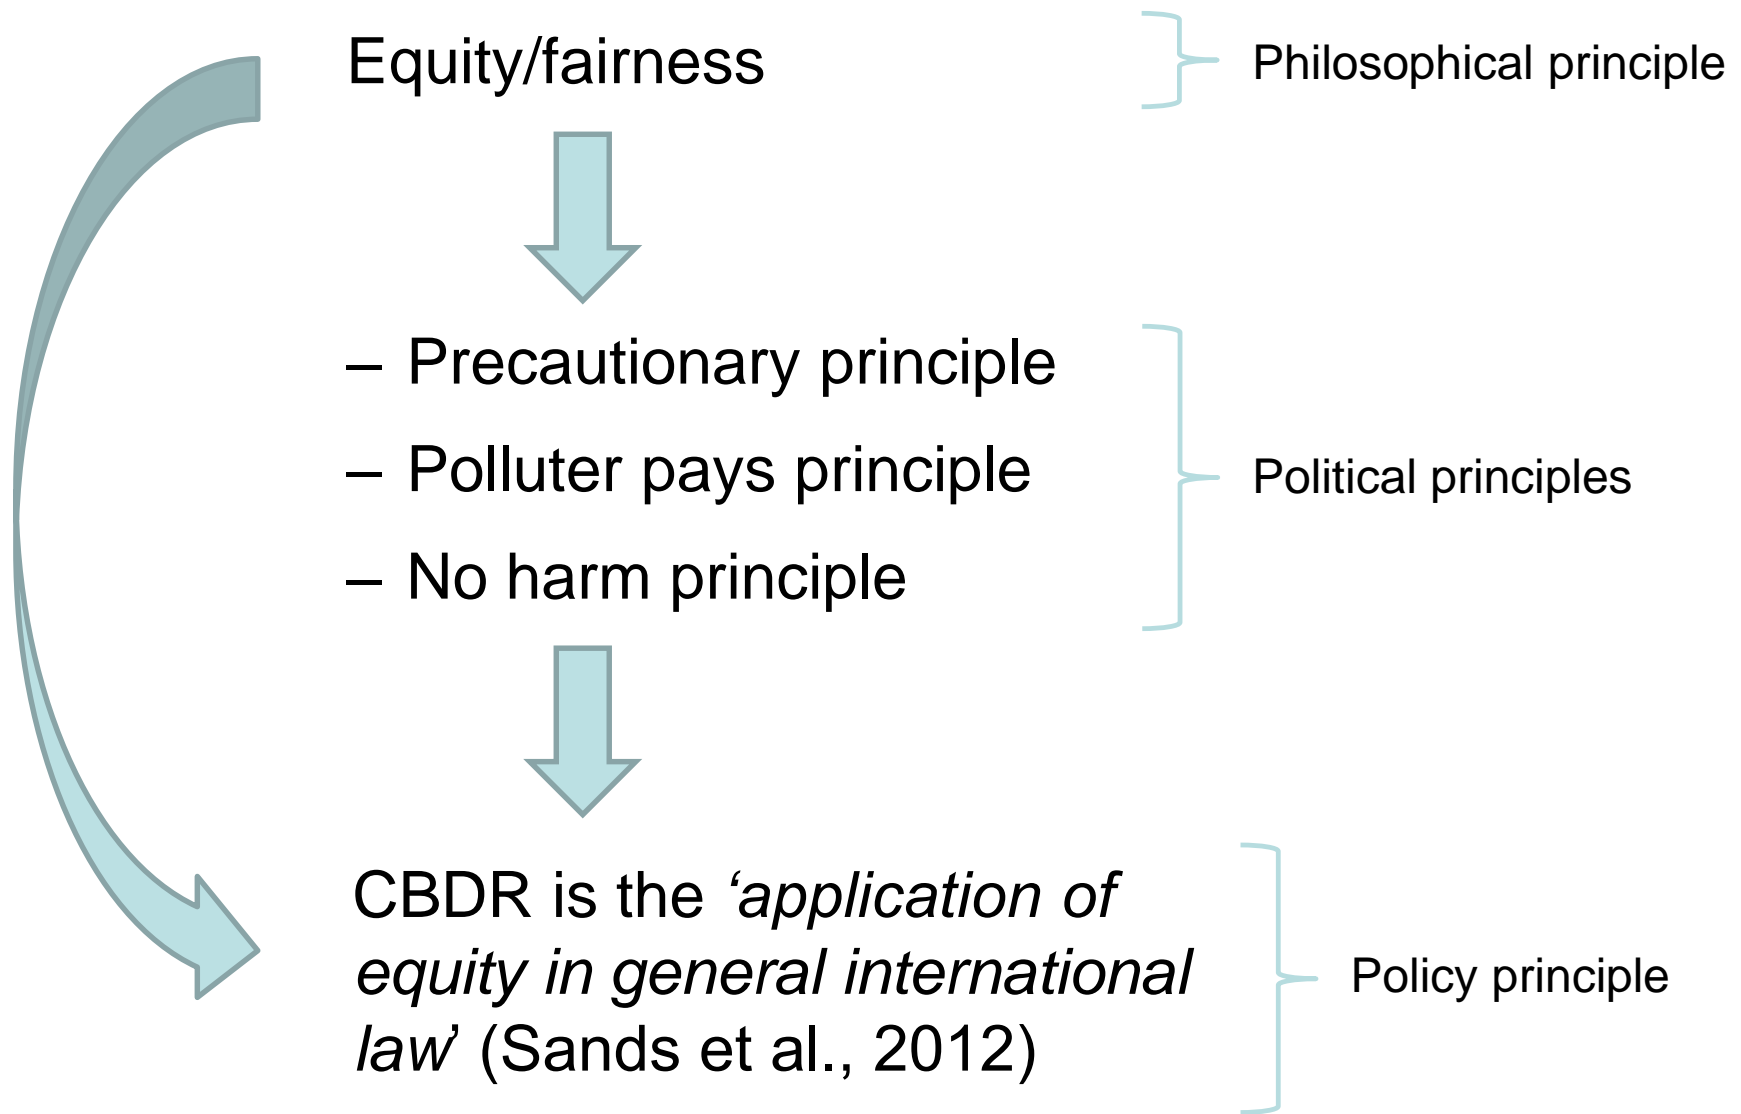 Equity/fairness
Philosophical principle
– Precautionary principle
– Polluter pays principle
– No harm principle
Political principles
CBDR is the ‘application of
equity in general international
law’ (Sands et al., 2012)
Policy principle